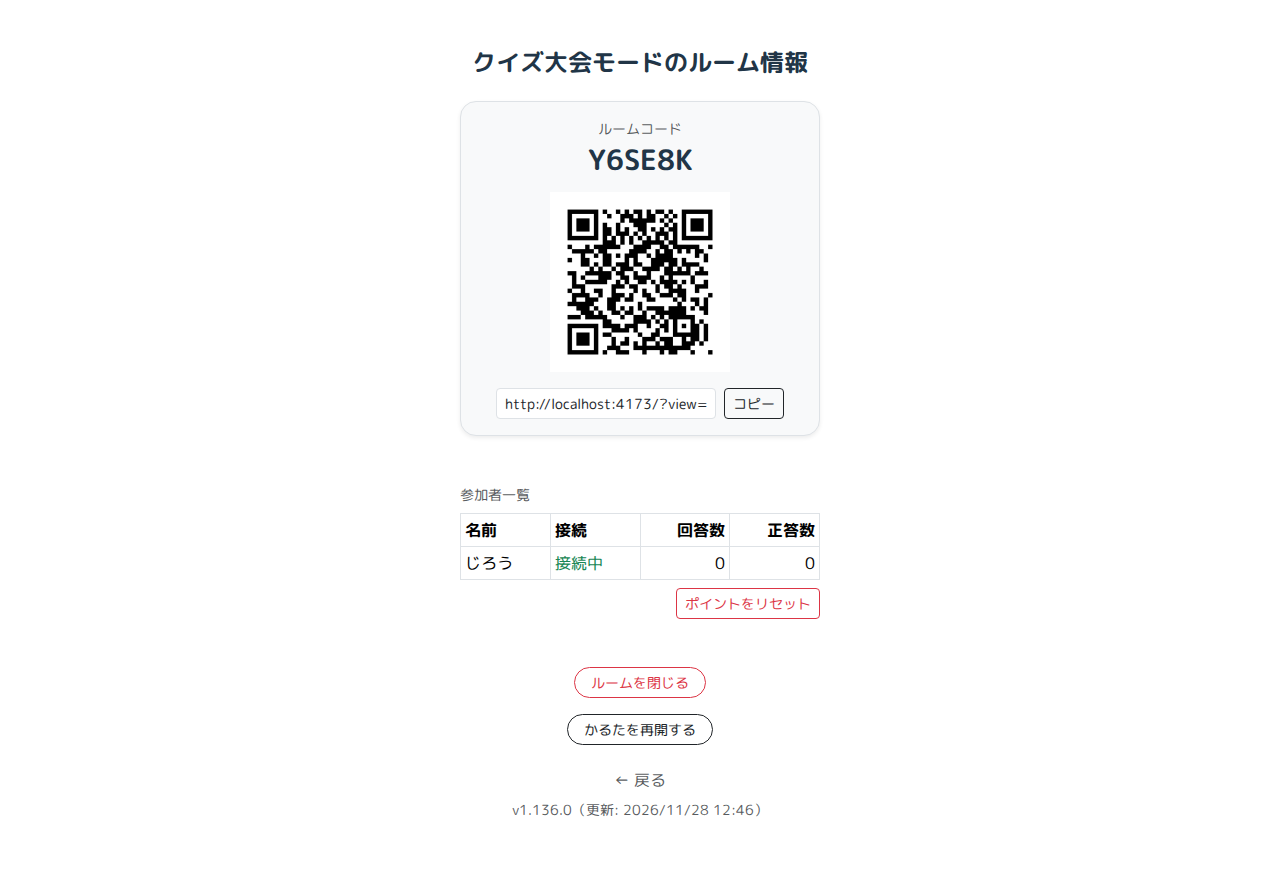 クイズ大会モードのルーム情報
ルームコード
Y6SE8K
http://localhost:4173/?view=
コピー
参加者一覧
名前 接続 回答数 正答数
じろう 接続中 0 0
ポイントをリセット
ルームを閉じる
かるたを再開する
← 戻る
v1.136.0（更新: 2026/11/28 12:46）